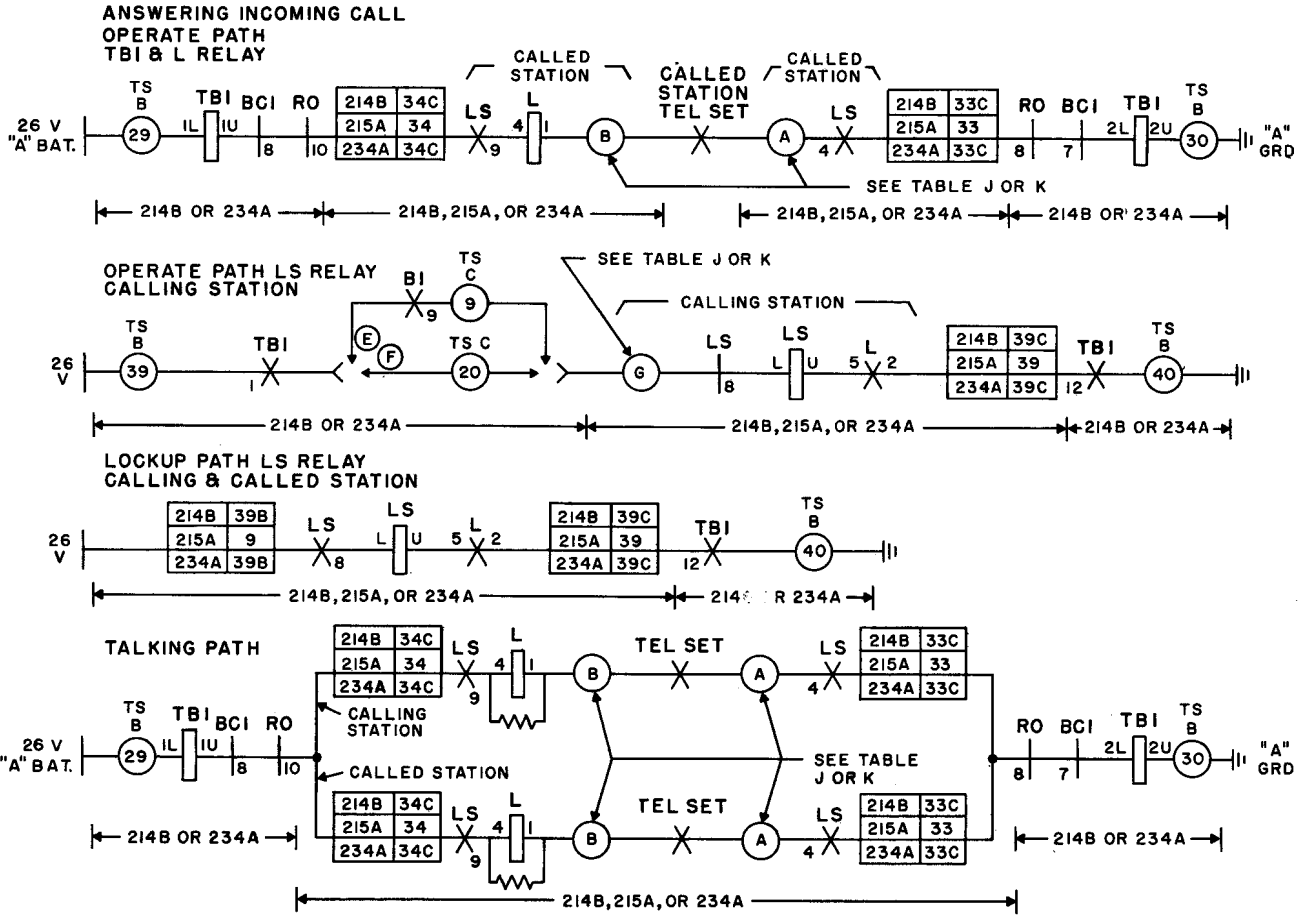 ANSWERING INCOMING CALL
OPERATE PATH
TBI & L RELAY
CALLED STATION
CALLED STATION TEL SET
CALLED STATION
26 V "A" BAT.
TS B
29
1L TBI 1U
BCI
8
RO
10
214B 34C
215A 34
234A 34C
LS
9
4 L 1
B
A
LS
4
214B 33C
215A 33
234A 33C
RO
8
BCI
7
2L TBI 2U
TS B
30
"A" GRD
SEE TABLE J OR K
214B OR 234A
214B, 215A, OR 234A
214B, 215A, OR 234A
214B OR 234A
OPERATE PATH LS RELAY
CALLING STATION
BI
9
TS C
9
SEE TABLE J OR K
CALLING STATION
26 V
TS B
39
TBI
1
E
F
TS C
20
G
LS
8
L LS U
5 L 2
214B 39C
215A 39
234A 39C
TBI
12
TS B
40
214B OR 234A
214B, 215A, OR 234A
214B OR 234A
LOCKUP PATH LS RELAY
CALLING & CALLED STATION
26 V
214B 39B
215A 9
234A 39B
LS
8
L LS U
5 L 2
214B 39C
215A 39
234A 39C
TBI
12
TS B
40
214B, 215A, OR 234A
234A
TALKING PATH
214B 34C
215A 34
234A 34C
LS
9
4 L 1
B
TEL SET
A
LS
4
214B 33C
215A 33
234A 33C
CALLING STATION
26 V "A" BAT.
TS B
29
1L TBI 1U
BCI
8
RO
10
SEE TABLE J OR K
RO
8
BCI
7
2L TBI 2U
TS B
30
"A" GRD
CALLED STATION
214B 34C
215A 34
234A 34C
LS
9
4 L 1
B
TEL SET
A
LS
4
214B 33C
215A 33
234A 33C
214B OR 234A
214B OR 234A
214B, 215A, OR 234A